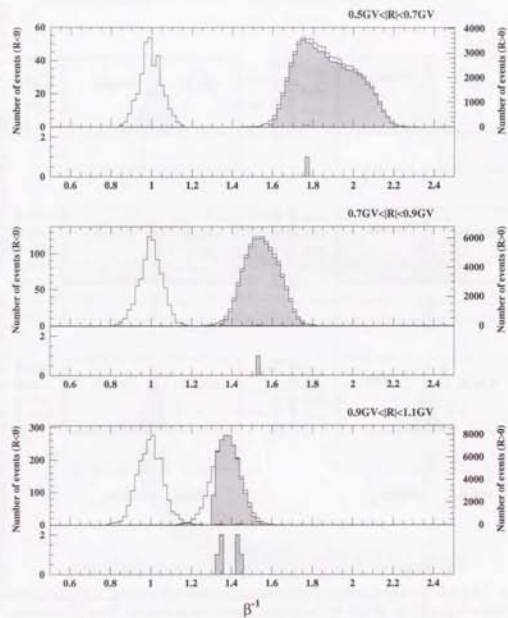 0.5GV<|R|<0.7GV
Number of events (R<0)
60
40
20
0
2
0
4000
3000
2000
1000
0
Number of events (R>0)
0.6 0.8 1 1.2 1.4 1.6 1.8 2 2.2 2.4
0.7GV<|R|<0.9GV
Number of events (R<0)
100
50
0
2
0
6000
4000
2000
0
Number of events (R>0)
0.6 0.8 1 1.2 1.4 1.6 1.8 2 2.2 2.4
0.9GV<|R|<1.1GV
Number of events (R<0)
300
200
100
0
2
0
8000
6000
4000
2000
0
Number of events (R>0)
0.6 0.8 1 1.2 1.4 1.6 1.8 2 2.2 2.4
β⁻¹